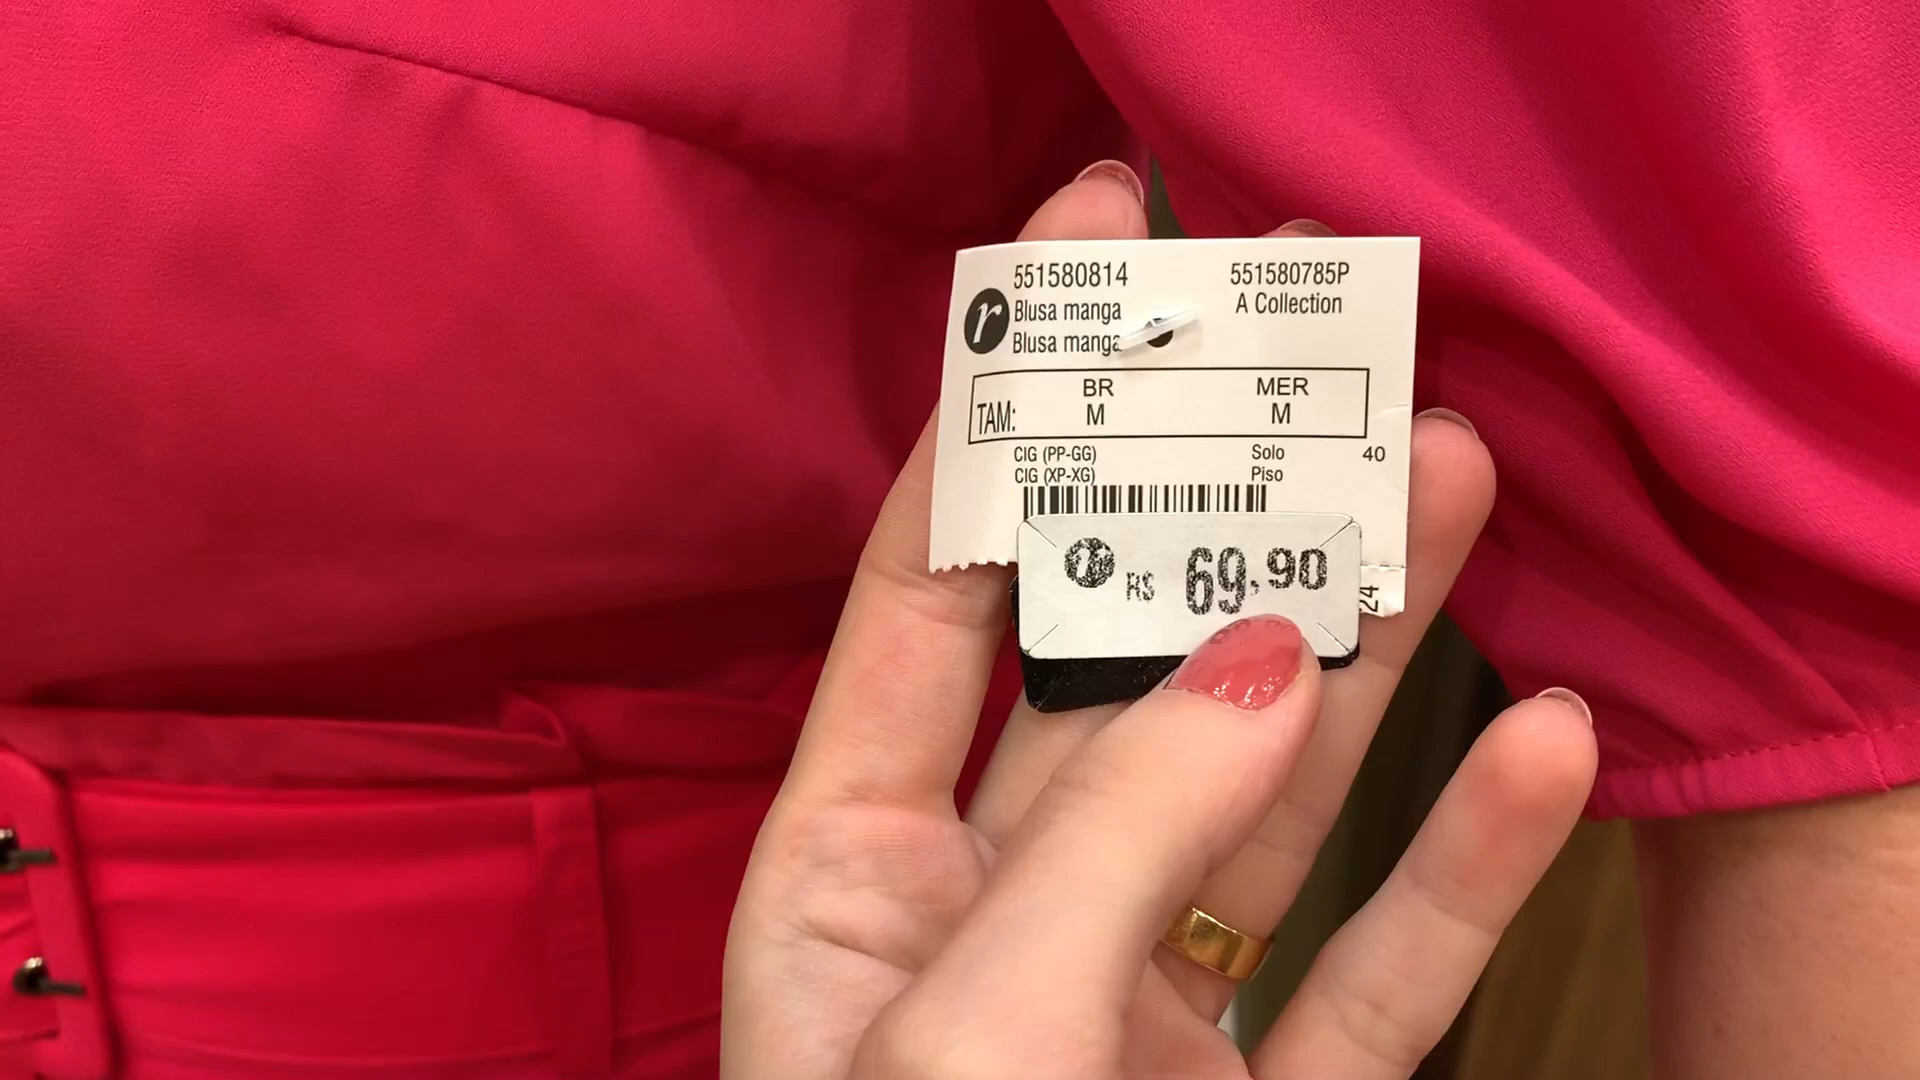 551580814 551580785P
r Blusa manga A Collection
Blusa manga
BR MER
TAM: M M
CIG (PP-GG) Solo 40
CIG (XP-XG) Piso
R$ 69,90
24